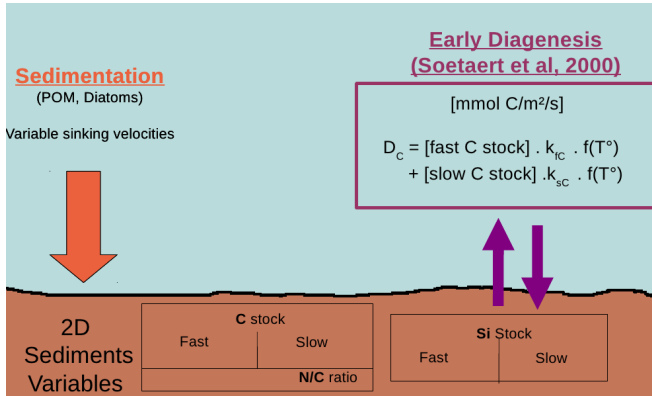 Sedimentation
(POM, Diatoms)
Variable sinking velocities
Early Diagenesis
(Soetaert et al, 2000)
[mmol C/m²/s]
D_C = [fast C stock] . k_fC . f(T°)
+ [slow C stock] .k_sC . f(T°)
2D
Sediments
Variables
C stock
Fast Slow
N/C ratio
Si Stock
Fast Slow